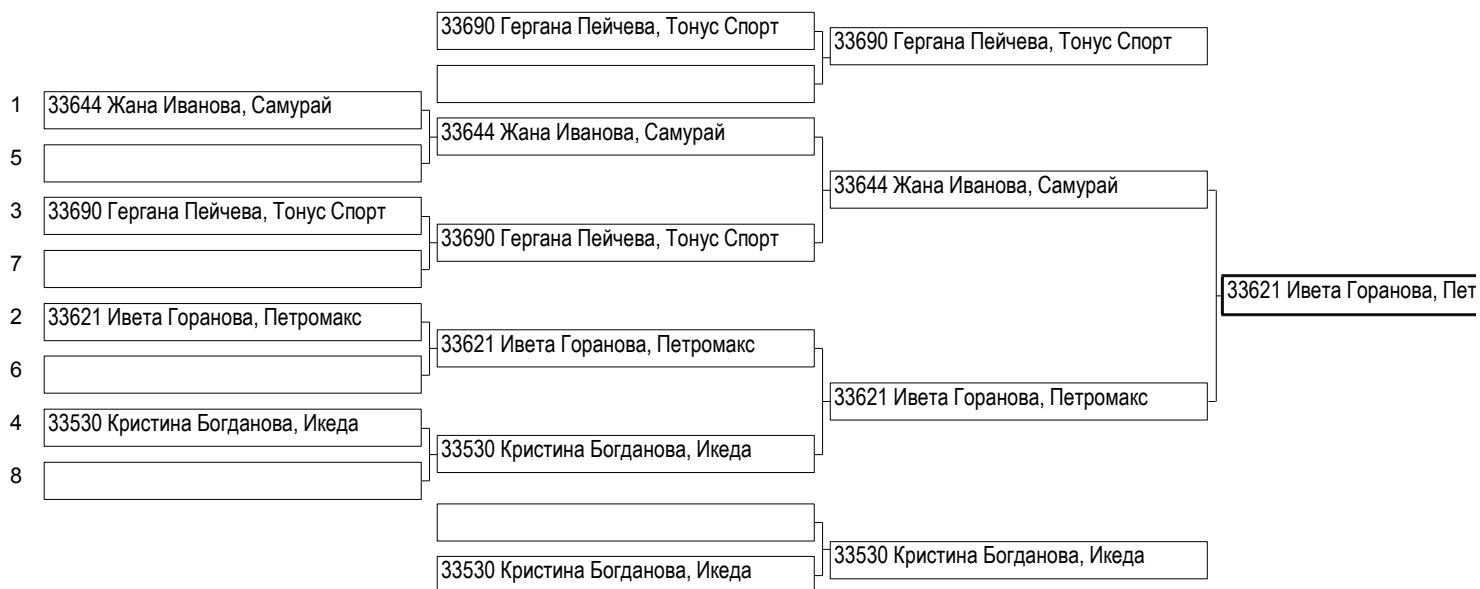 33690 Гергана Пейчева, Тонус Спорт
33690 Гергана Пейчева, Тонус Спорт
1 33644 Жана Иванова, Самурай
33644 Жана Иванова, Самурай
5
33644 Жана Иванова, Самурай
3 33690 Гергана Пейчева, Тонус Спорт
33690 Гергана Пейчева, Тонус Спорт
7
33621 Ивета Горанова, Пет
2 33621 Ивета Горанова, Петромакс
33621 Ивета Горанова, Петромакс
6
33621 Ивета Горанова, Петромакс
4 33530 Кристина Богданова, Икеда
33530 Кристина Богданова, Икеда
8
33530 Кристина Богданова, Икеда
33530 Кристина Богданова, Икеда